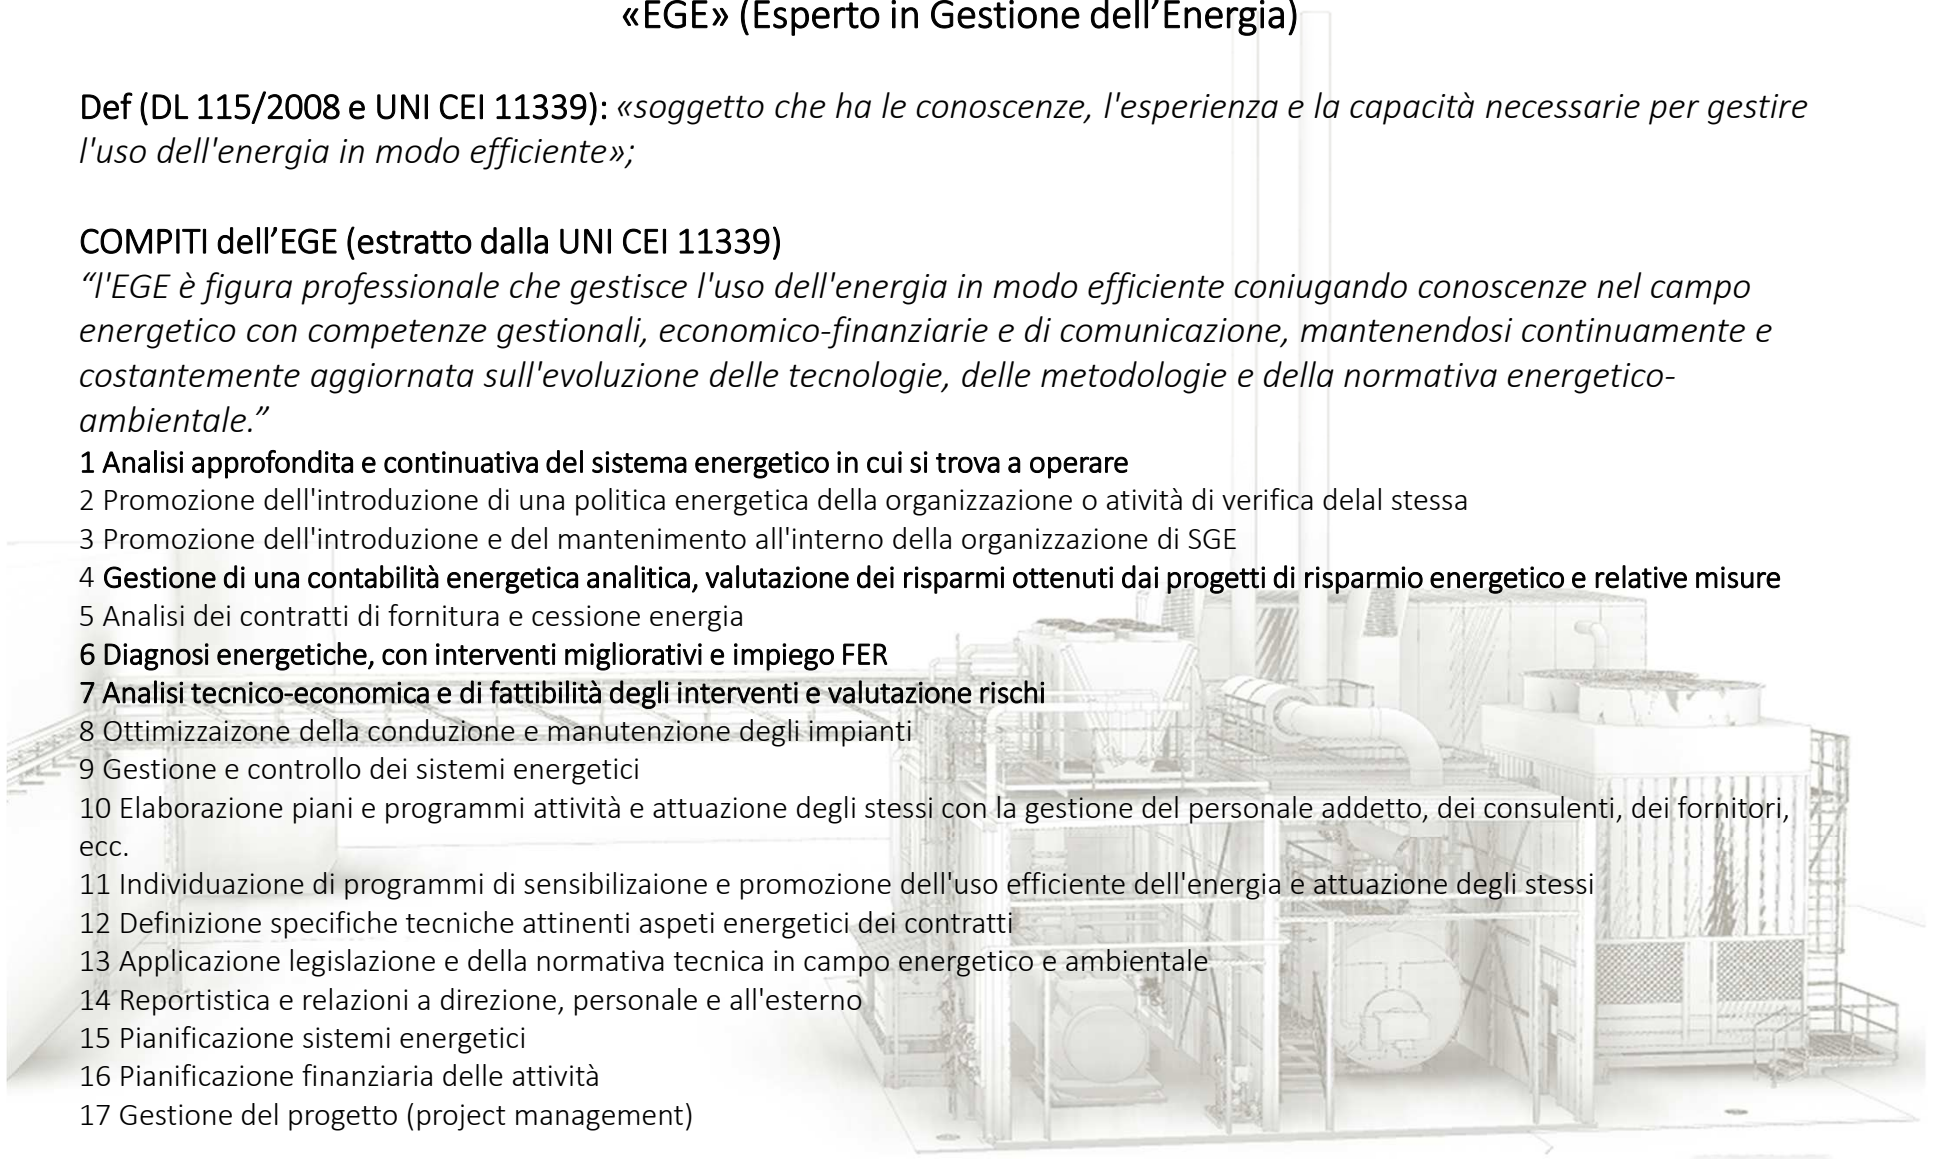 «EGE» (Esperto in Gestione dell’Energia)
Def (DL 115/2008 e UNI CEI 11339): «soggetto che ha le conoscenze, l'esperienza e la capacità necessarie per gestire
l'uso dell'energia in modo efficiente»;
COMPITI dell’EGE (estratto dalla UNI CEI 11339)
“l'EGE è figura professionale che gestisce l'uso dell'energia in modo efficiente coniugando conoscenze nel campo
energetico con competenze gestionali, economico-finanziarie e di comunicazione, mantenendosi continuamente e
costantemente aggiornata sull'evoluzione delle tecnologie, delle metodologie e della normativa energetico-
ambientale.”
1 Analisi approfondita e continuativa del sistema energetico in cui si trova a operare
2 Promozione dell'introduzione di una politica energetica della organizzazione o atività di verifica delal stessa
3 Promozione dell'introduzione e del mantenimento all'interno della organizzazione di SGE
4 Gestione di una contabilità energetica analitica, valutazione dei risparmi ottenuti dai progetti di risparmio energetico e relative misure
5 Analisi dei contratti di fornitura e cessione energia
6 Diagnosi energetiche, con interventi migliorativi e impiego FER
7 Analisi tecnico-economica e di fattibilità degli interventi e valutazione rischi
8 Ottimizzaizone della conduzione e manutenzione degli impianti
9 Gestione e controllo dei sistemi energetici
10 Elaborazione piani e programmi attività e attuazione degli stessi con la gestione del personale addetto, dei consulenti, dei fornitori,
ecc.
11 Individuazione di programmi di sensibilizaione e promozione dell'uso efficiente dell'energia e attuazione degli stessi
12 Definizione specifiche tecniche attinenti aspeti energetici dei contratti
13 Applicazione legislazione e della normativa tecnica in campo energetico e ambientale
14 Reportistica e relazioni a direzione, personale e all'esterno
15 Pianificazione sistemi energetici
16 Pianificazione finanziaria delle attività
17 Gestione del progetto (project management)